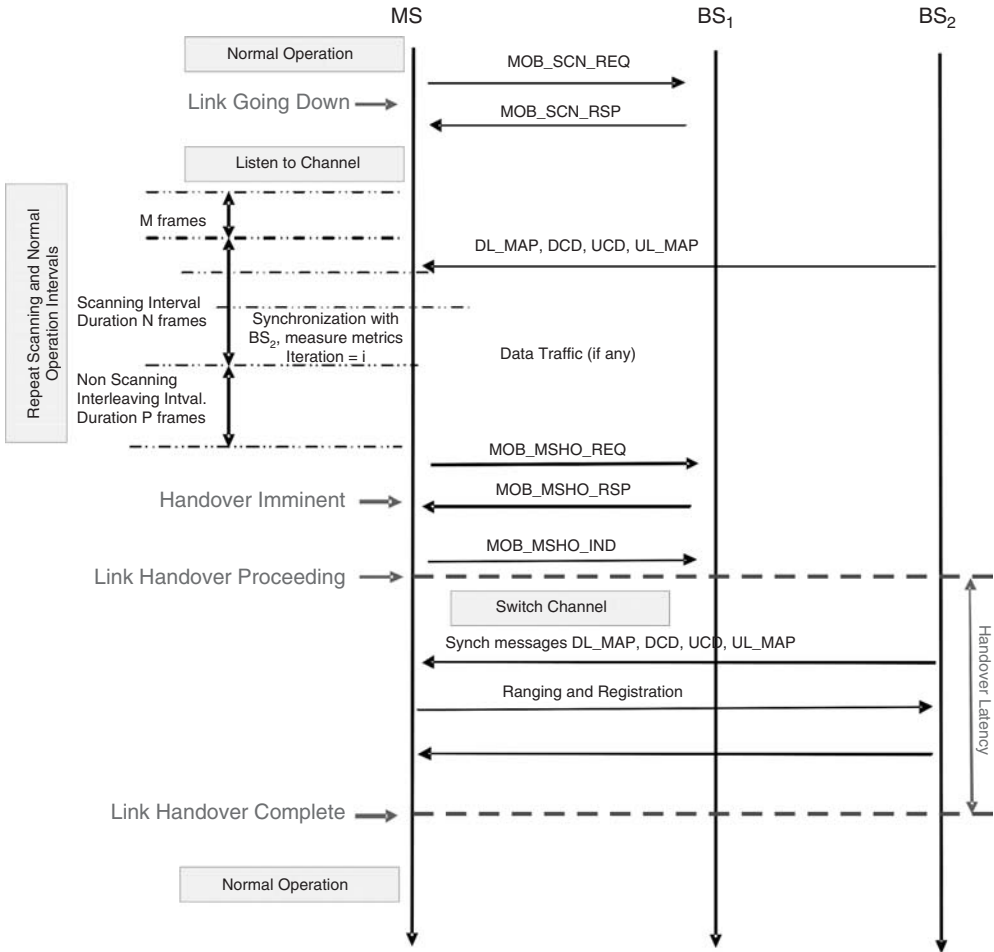 MS
BS₁
BS₂
Normal Operation
MOB_SCN_REQ
Link Going Down
MOB_SCN_RSP
Listen to Channel
Repeat Scanning and Normal
Operation Intervals
M frames
DL_MAP, DCD, UCD, UL_MAP
Scanning Interval
Duration N frames
Synchronization with
BS₂, measure metrics
Iteration = i
Data Traffic (if any)
Non Scanning
Interleaving Intval.
Duration P frames
MOB_MSHO_REQ
Handover Imminent
MOB_MSHO_RSP
MOB_MSHO_IND
Link Handover Proceeding
Switch Channel
Synch messages DL_MAP, DCD, UCD, UL_MAP
Ranging and Registration
Handover Latency
Link Handover Complete
Normal Operation